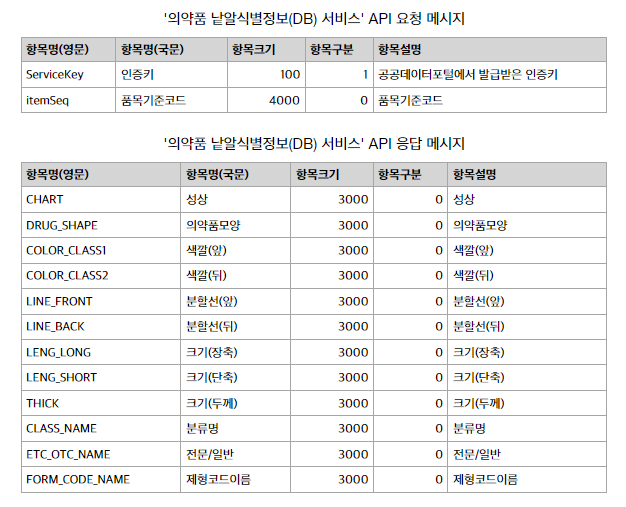 '의약품 낱알식별정보(DB) 서비스' API 요청 메시지
항목명(영문) 항목명(국문) 항목크기 항목구분 항목설명
ServiceKey 인증키 100 1 공공데이터포털에서 발급받은 인증키
itemSeq 품목기준코드 4000 0 품목기준코드
'의약품 낱알식별정보(DB) 서비스' API 응답 메시지
항목명(영문) 항목명(국문) 항목크기 항목구분 항목설명
CHART 성상 3000 0 성상
DRUG_SHAPE 의약품모양 3000 0 의약품모양
COLOR_CLASS1 색깔(앞) 3000 0 색깔(앞)
COLOR_CLASS2 색깔(뒤) 3000 0 색깔(뒤)
LINE_FRONT 분할선(앞) 3000 0 분할선(앞)
LINE_BACK 분할선(뒤) 3000 0 분할선(뒤)
LENG_LONG 크기(장축) 3000 0 크기(장축)
LENG_SHORT 크기(단축) 3000 0 크기(단축)
THICK 크기(두께) 3000 0 크기(두께)
CLASS_NAME 분류명 3000 0 분류명
ETC_OTC_NAME 전문/일반 3000 0 전문/일반
FORM_CODE_NAME 제형코드이름 3000 0 제형코드이름